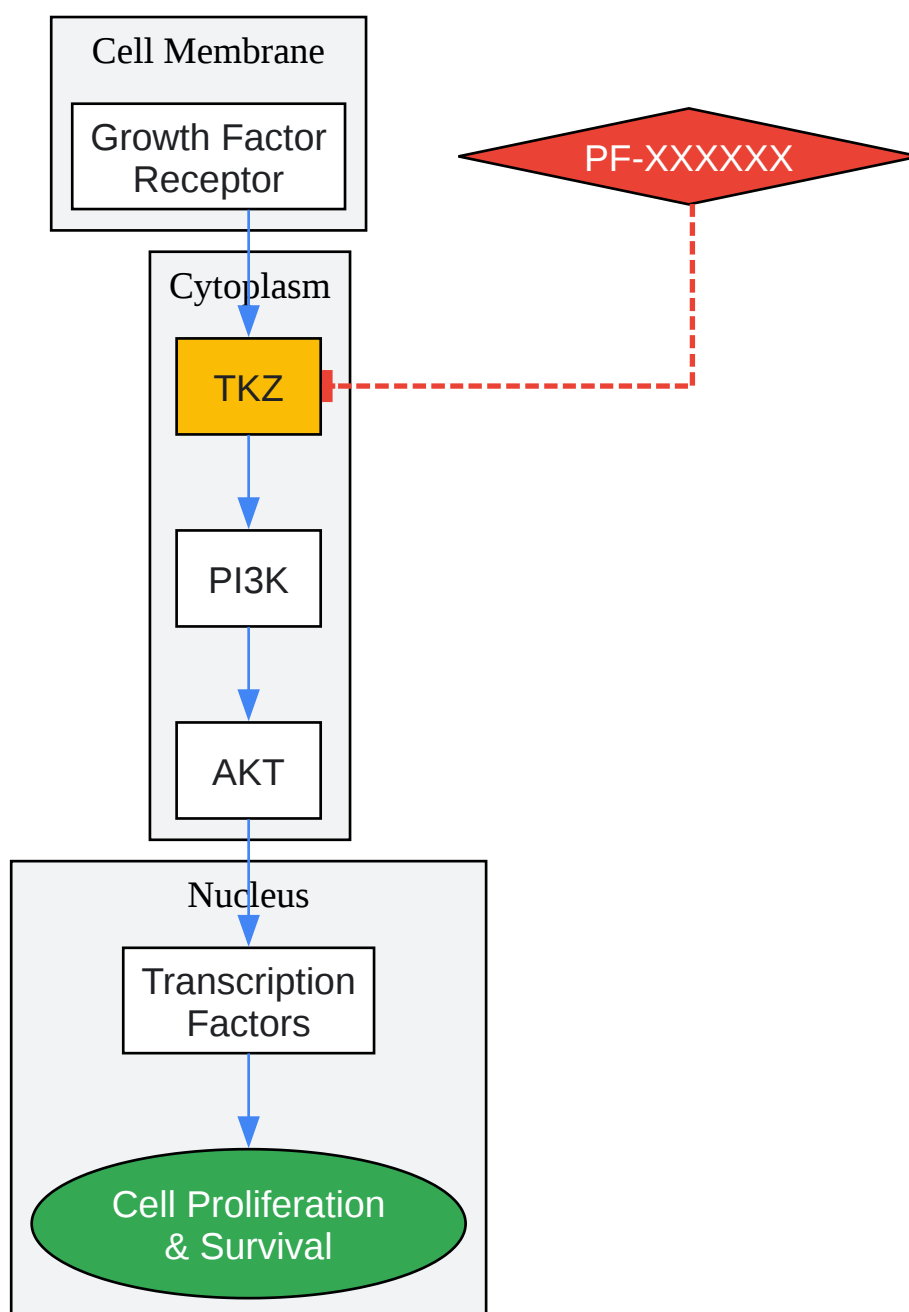 Cell Membrane
Growth Factor
Receptor
PF-XXXXXX
Cytoplasm
TKZ
PI3K
AKT
Nucleus
Transcription
Factors
Cell Proliferation
& Survival